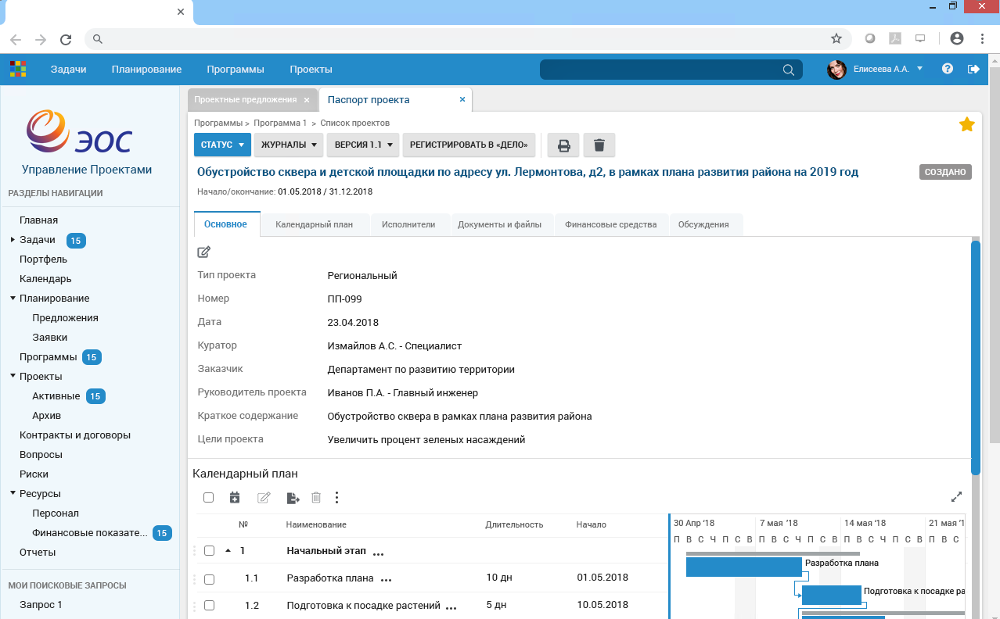 Задачи Планирование Программы Проекты Елисеева А.А.
ЭОС
Управление Проектами
РАЗДЕЛЫ НАВИГАЦИИ
Главная
Задачи 15
Портфель
Календарь
Планирование
Предложения
Заявки
Программы 15
Проекты
Активные 15
Архив
Контракты и договоры
Вопросы
Риски
Ресурсы
Персонал
Финансовые показате... 15
Отчеты
МОИ ПОИСКОВЫЕ ЗАПРОСЫ
Запрос 1
Проектные предложения Паспорт проекта
Программы > Программа 1 > Список проектов
СТАТУС ЖУРНАЛЫ ВЕРСИЯ 1.1 РЕГИСТРИРОВАТЬ В «ДЕЛО»
Обустройство сквера и детской площадки по адресу ул. Лермонтова, д2, в рамках плана развития района на 2019 год СОЗДАНО
Начало/окончание: 01.05.2018 / 31.12.2018
Основное Календарный план Исполнители Документы и файлы Финансовые средства Обсуждения
Тип проекта Региональный
Номер ПП-099
Дата 23.04.2018
Куратор Измайлов А.С. - Специалист
Заказчик Департамент по развитию территории
Руководитель проекта Иванов П.А. - Главный инженер
Краткое содержание Обустройство сквера в рамках плана развития района
Цели проекта Увеличить процент зеленых насаждений
Календарный план
№ Наименование Длительность Начало 30 Апр ‘18 7 мая ’18 14 мая ‘18 21 мая ‘1
П В С Ч П С В П В С Ч П С В П В С Ч П С В П В С
1 Начальный этап ...
1.1 Разработка плана ... 10 дн 01.05.2018 Разработка плана
1.2 Подготовка к посадке растений ... 5 дн 10.05.2018 Подготовка к посадке ра